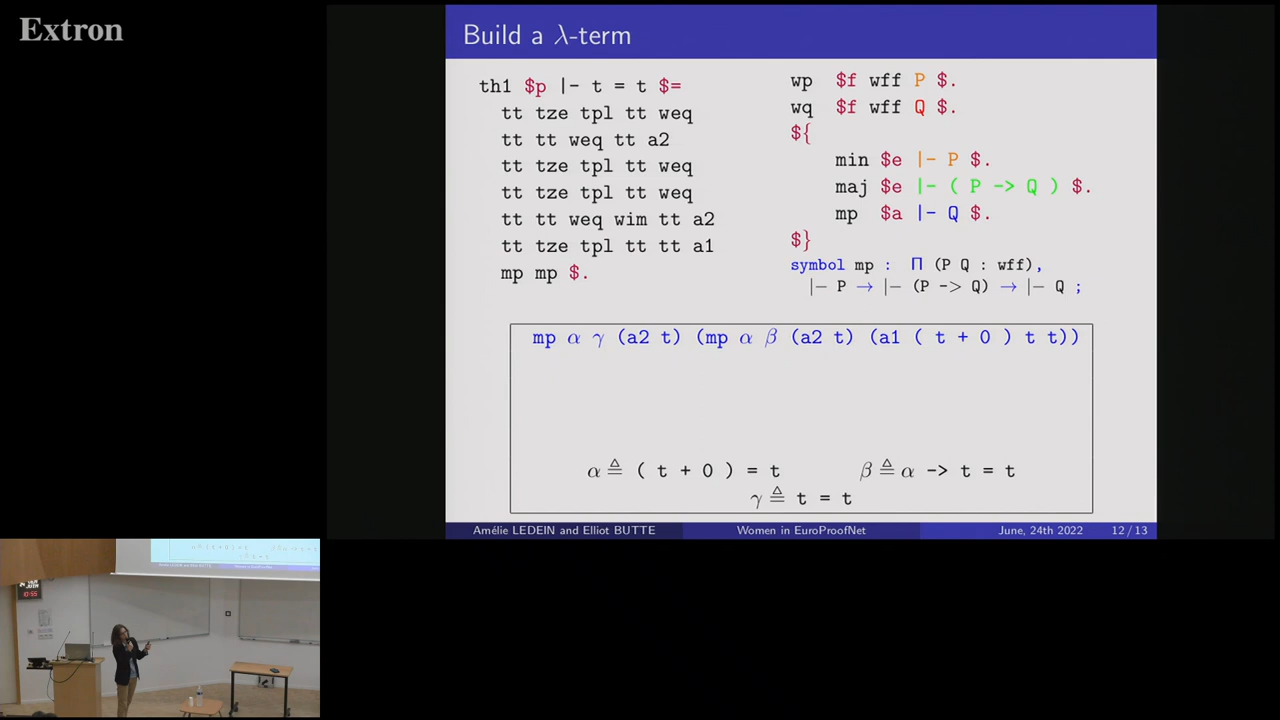 Extron
Build a λ-term
th1 $p |- t = t $=
tt tze tpl tt weq
tt tt weq tt a2
tt tze tpl tt weq
tt tze tpl tt weq
tt tt weq wim tt a2
tt tze tpl tt tt a1
mp mp $.
wp $f wff P $.
wq $f wff Q $.
${
min $e |- P $.
maj $e |- ( P -> Q ) $.
mp $a |- Q $.
$}
symbol mp : Π (P Q : wff),
|− P → |− (P −> Q) → |− Q ;
mp α γ (a2 t) (mp α β (a2 t) (a1 ( t + 0 ) t t))
α ≜ ( t + 0 ) = t
β ≜ α -> t = t
γ ≜ t = t
Amélie LEDEIN and Elliot BUTTE
Women in EuroProofNet
June, 24th 2022
12 / 13
10:55